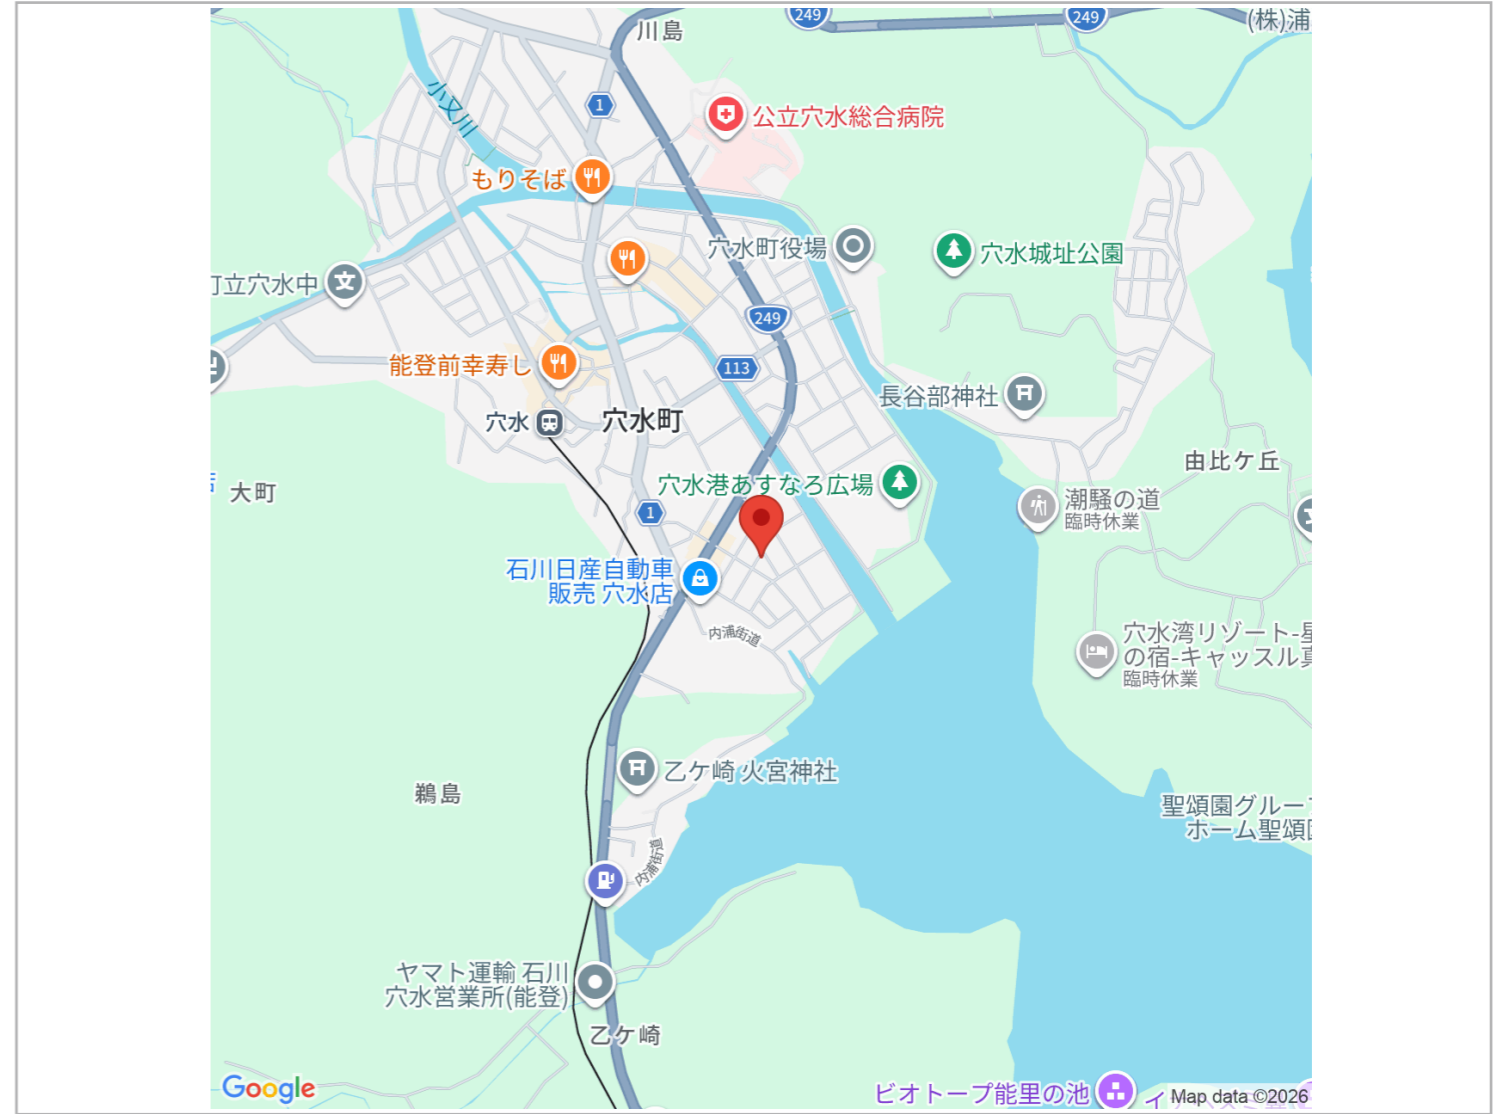 249
249
(株)浦
川島
小又川
1
公立穴水総合病院
もりそば
穴水町役場
穴水城址公園
町立穴水中
249
能登前幸寿し
113
長谷部神社
穴水
穴水町
由比ケ丘
大町
穴水港あすなろ広場
潮騒の道
臨時休業
1
石川日産自動車
販売 穴水店
内浦街道
穴水湾リゾート-星
の宿-キャッスル真
臨時休業
乙ケ崎 火宮神社
鵜島
聖頌園グループ
ホーム聖頌園
内浦街道
ヤマト運輸 石川
穴水営業所(能登)
乙ケ崎
Google
ビオトープ能里の池
Map data ©2026